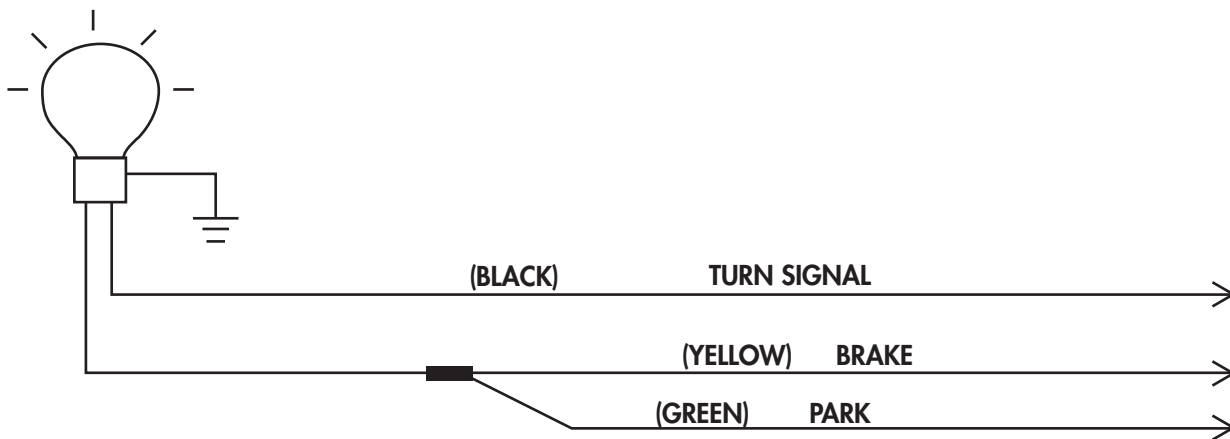 (BLACK) TURN SIGNAL
(YELLOW) BRAKE
(GREEN) PARK